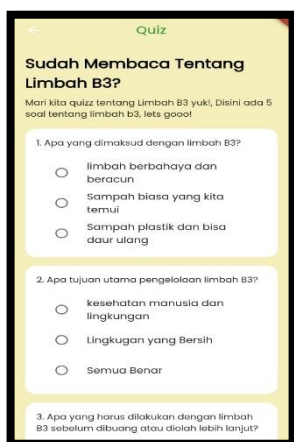 Quiz
Sudah Membaca Tentang
Limbah B3?
Mari kita quizz tentang Limbah B3 yuk!, Disini ada 5
soal tentang limbah b3, lets gooo!
1. Apa yang dimaksud dengan limbah B3?
limbah berbahaya dan
beracun
Sampah biasa yang kita
temui
Sampah plastik dan bisa
daur ulang
2. Apa tujuan utama pengelolaan limbah B3?
kesehatan manusia dan
lingkungan
Lingkugan yang Bersih
Semua Benar
3. Apa yang harus dilakukan dengan limbah
B3 sebelum dibuang atau diolah lebih lanjut?